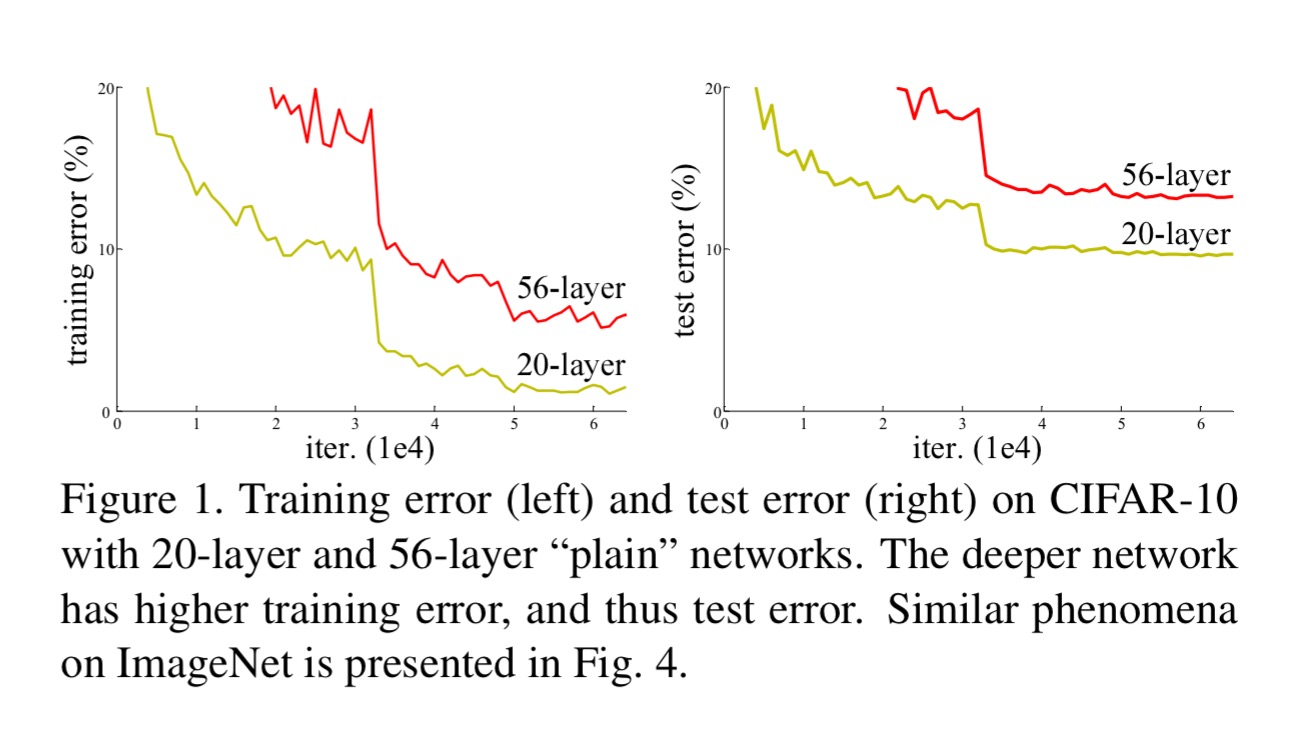 20
10
0
training error (%)
56-layer
20-layer
0 1 2 3 4 5 6
iter. (1e4)
20
10
0
test error (%)
56-layer
20-layer
0 1 2 3 4 5 6
iter. (1e4)
Figure 1. Training error (left) and test error (right) on CIFAR-10
with 20-layer and 56-layer “plain” networks. The deeper network
has higher training error, and thus test error. Similar phenomena
on ImageNet is presented in Fig. 4.